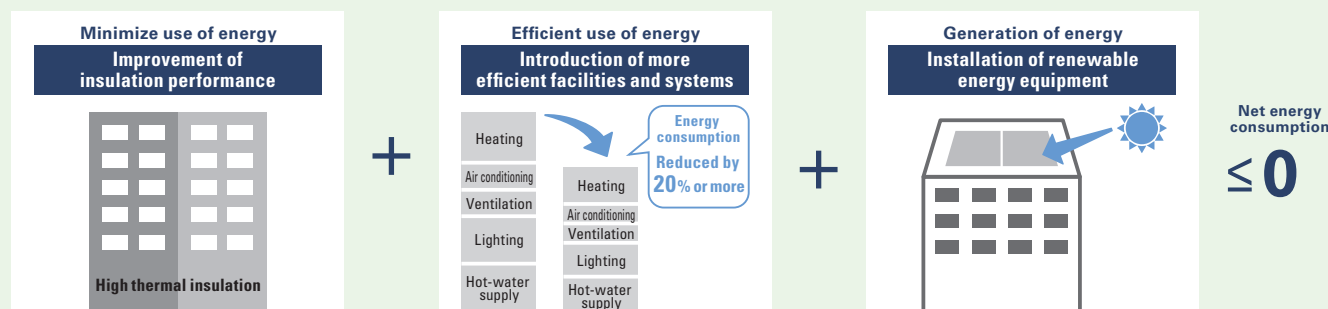 Minimize use of energy
Improvement of
insulation performance
High thermal insulation
+
Efficient use of energy
Introduction of more
efficient facilities and systems
Heating
Air conditioning
Ventilation
Lighting
Hot-water
supply
Energy
consumption
Reduced by
20% or more
Heating
Air conditioning
Ventilation
Lighting
Hot-water
supply
+
Generation of energy
Installation of renewable
energy equipment
Net energy
consumption
≤ 0